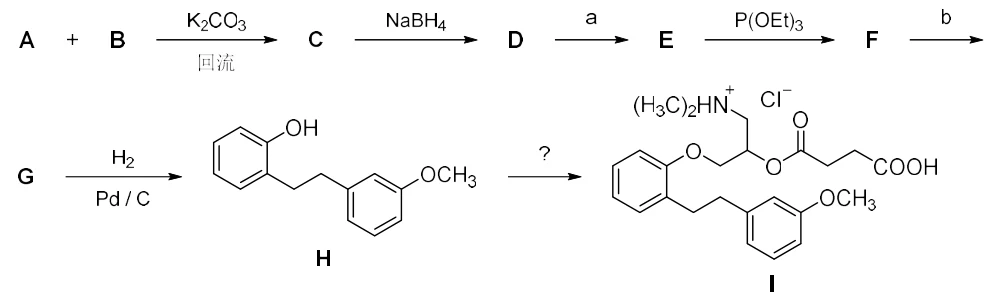 A + B K₂CO₃ 回流 C NaBH₄ D a E P(OEt)₃ F b
G H₂ Pd / C OH OCH₃ H ? (H₃C)₂HN⁺ Cl⁻ O O O COOH OCH₃ I